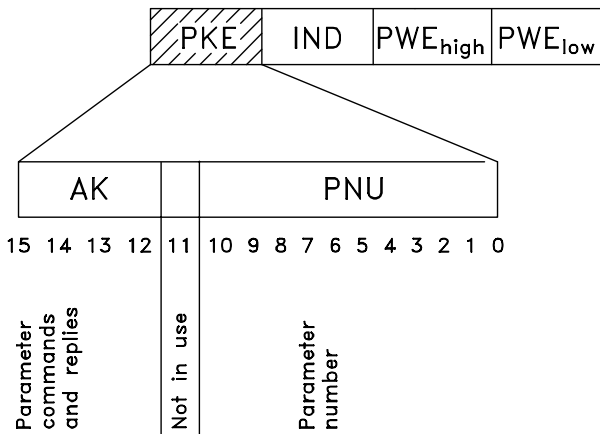 PKE IND PWEhigh PWElow
AK PNU
15 14 13 12 11 10 9 8 7 6 5 4 3 2 1 0
Parameter
commands
and replies
Not in use
Parameter
number